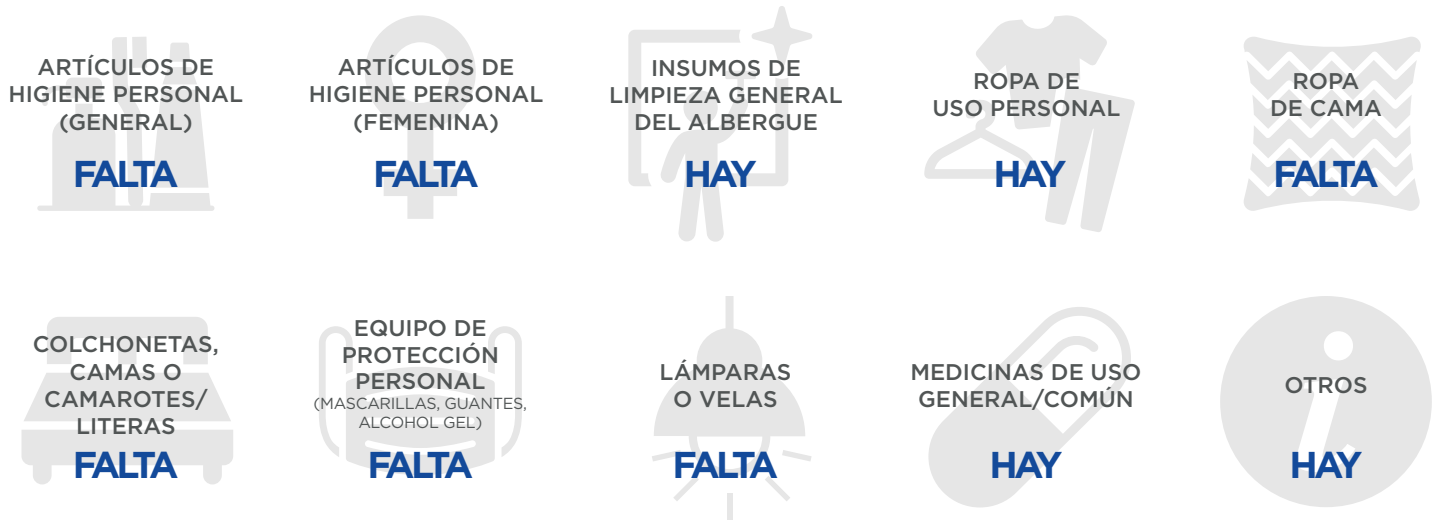 ARTÍCULOS DE
HIGIENE PERSONAL
(GENERAL)
FALTA
ARTÍCULOS DE
HIGIENE PERSONAL
(FEMENINA)
FALTA
INSUMOS DE
LIMPIEZA GENERAL
DEL ALBERGUE
HAY
ROPA DE
USO PERSONAL
HAY
ROPA
DE CAMA
FALTA
COLCHONETAS,
CAMAS O
CAMAROTES/
LITERAS
FALTA
EQUIPO DE
PROTECCIÓN
PERSONAL
(MASCARILLAS, GUANTES,
ALCOHOL GEL)
FALTA
LÁMPARAS
O VELAS
FALTA
MEDICINAS DE USO
GENERAL/COMÚN
HAY
OTROS
HAY